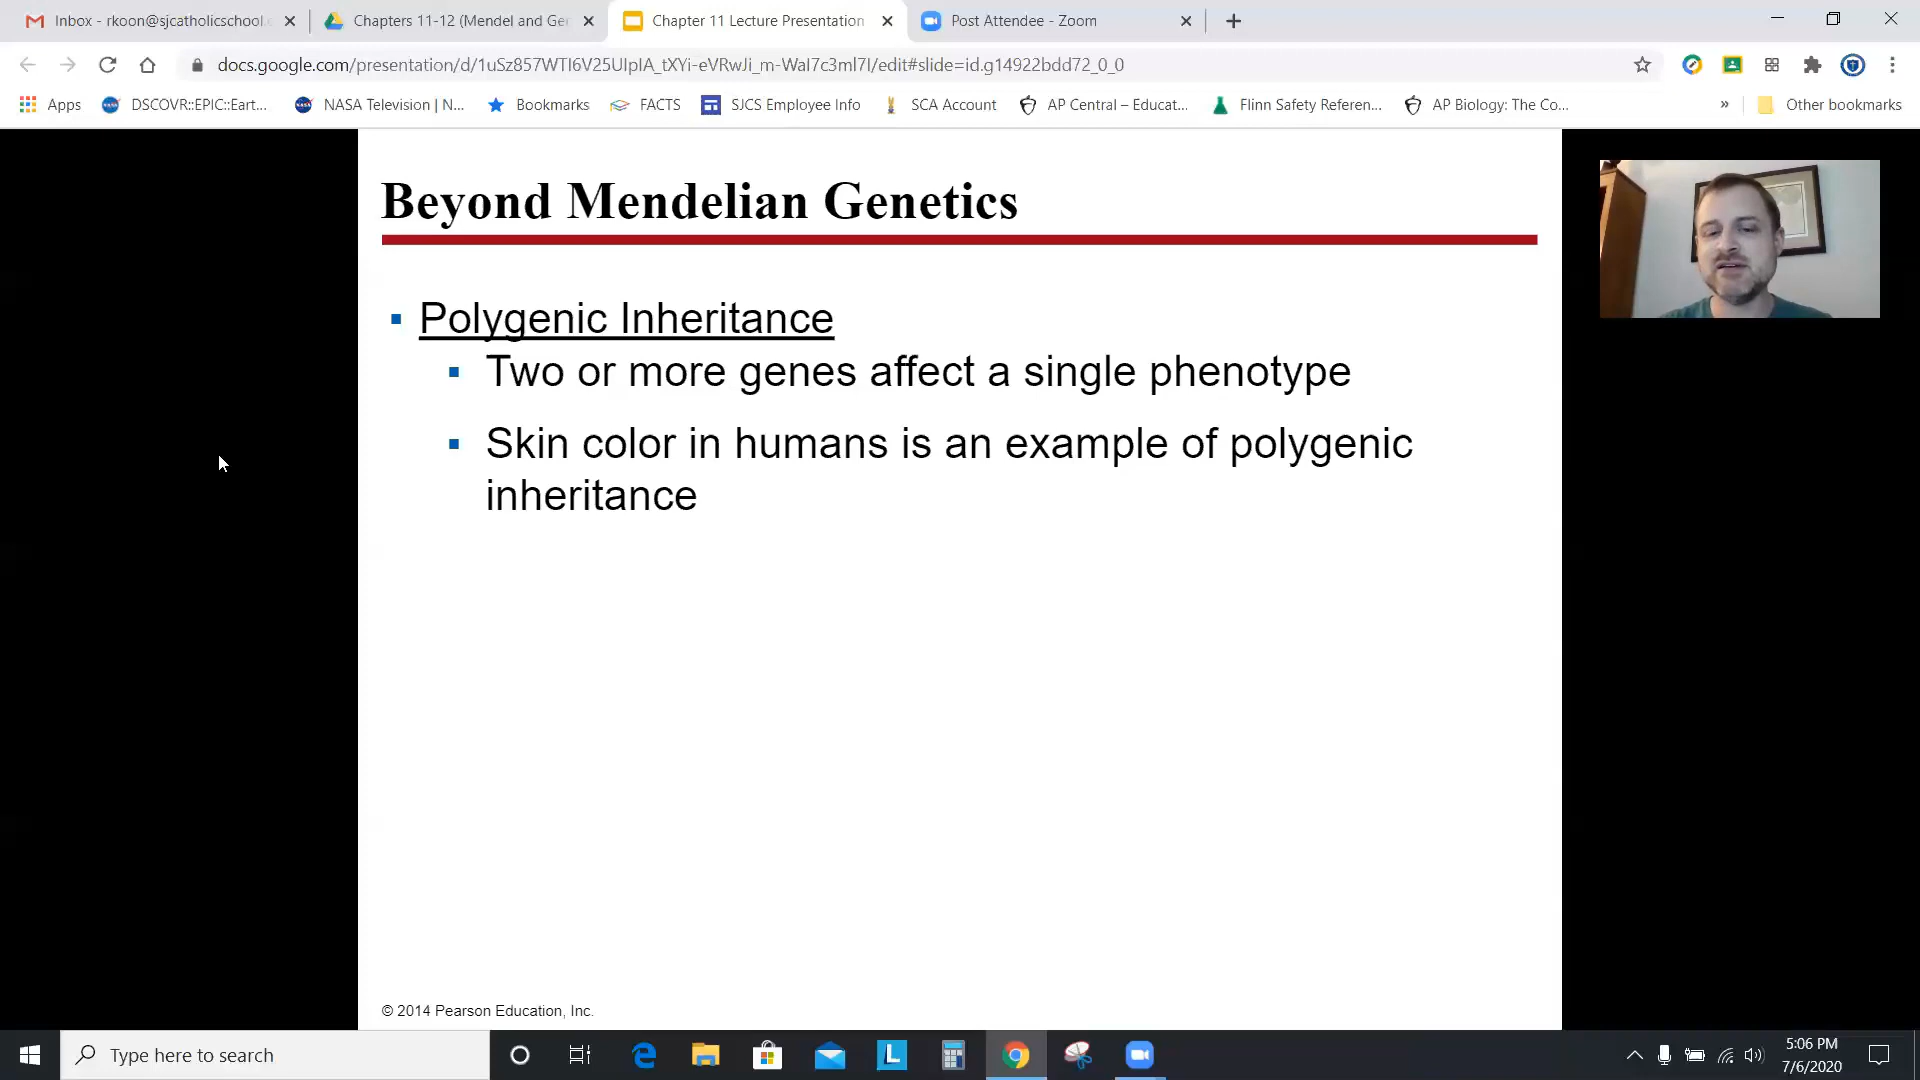 Inbox - rkoon@sjcatholicschool.
Chapters 11-12 (Mendel and Ge
Chapter 11 Lecture Presentation
Post Attendee - Zoom
docs.google.com/presentation/d/1uSz857WTI6V25UIpIA_tXYi-eVRwJi_m-WaI7c3ml7I/edit#slide=id.g14922bdd72_0_0
Apps
DSCOVR::EPIC::Eart...
NASA Television | N...
Bookmarks
FACTS
SJCS Employee Info
SCA Account
AP Central – Educat...
Flinn Safety Referen...
AP Biology: The Co...
»
Other bookmarks
Beyond Mendelian Genetics
Polygenic Inheritance
Two or more genes affect a single phenotype
Skin color in humans is an example of polygenic
inheritance
© 2014 Pearson Education, Inc.
Type here to search
L
5:06 PM
7/6/2020